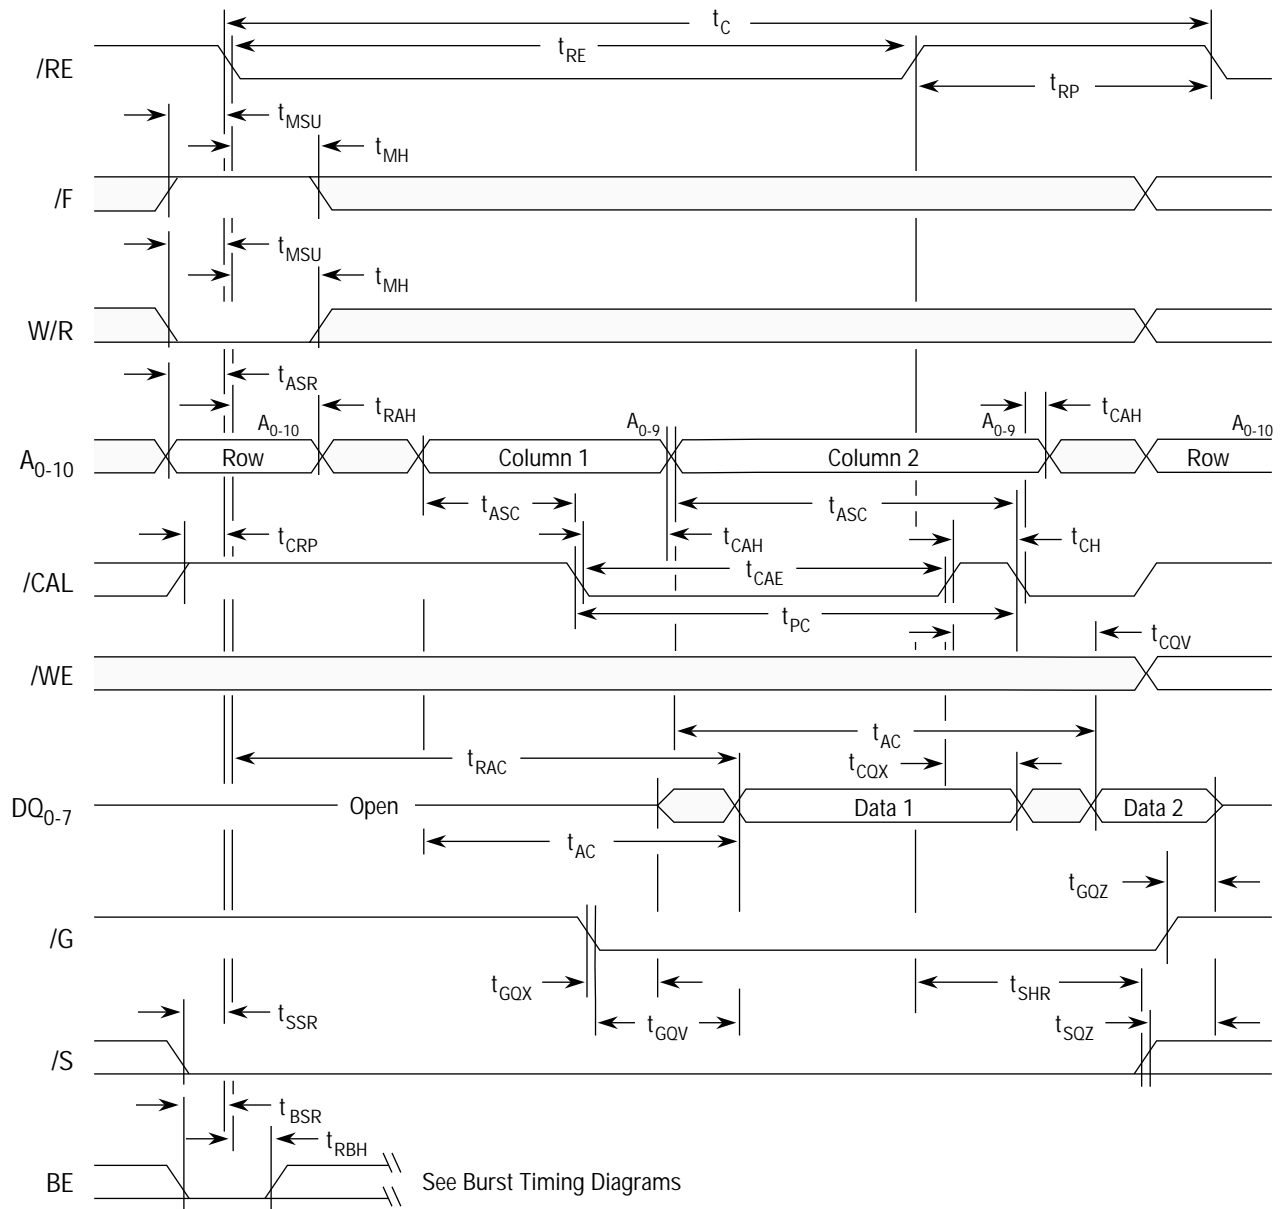 t_C
/RE t_RE
t_RP
t_MSU
t_MH
/F
t_MSU
t_MH
W/R
t_ASR
t_RAH t_CAH
A_0-10 A_0-9 A_0-9 A_0-10
A_0-10 Row Column 1 Column 2 Row
t_ASC t_ASC
t_CRP t_CAH t_CH
/CAL t_CAE
t_PC
t_CQV
/WE
t_AC
t_RAC t_CQX
DQ_0-7 Open Data 1 Data 2
t_AC
t_GQZ
/G
t_GQX t_SHR
t_SSR t_GQV t_SQZ
/S
t_BSR
t_RBH
BE See Burst Timing Diagrams